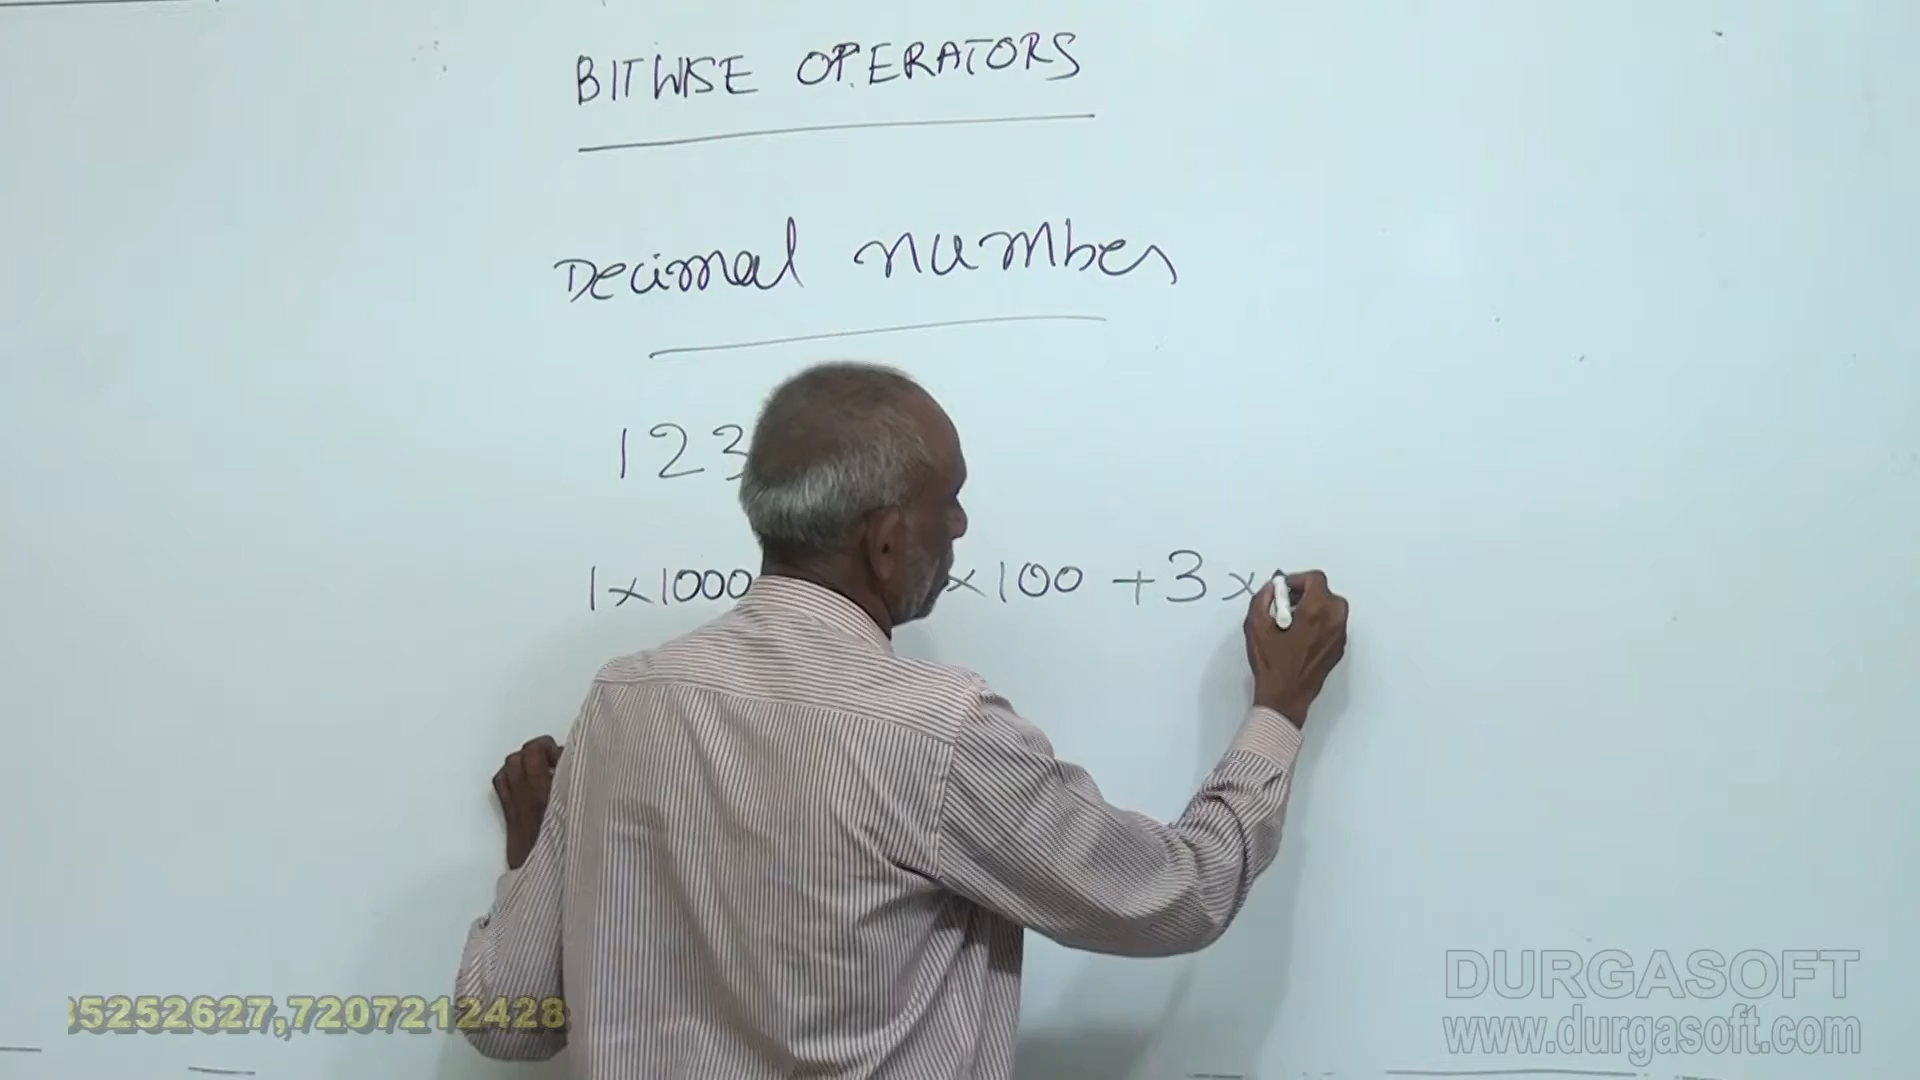 BITWISE OPERATORS
Decimal number
123
1×1000 ×100 +3×
35252627,7207212428
DURGASOFT
www.durgasoft.com